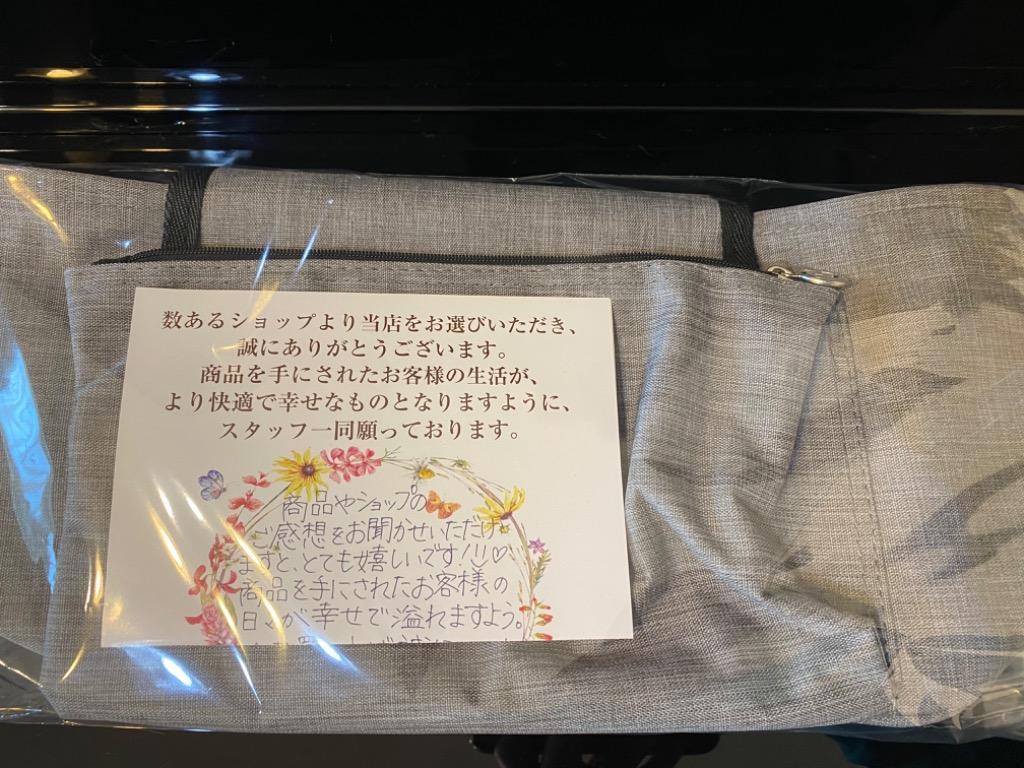 数あるショップより当店をお選びいただき、
誠にありがとうございます。
商品を手にされたお客様の生活が、
より快適で幸せなものとなりますように、
スタッフ一同願っております。
商品やショップの
ご感想をお聞かせいただけ
ますと、とても嬉しいです!!♡
商品を手にされたお客様の
日々が幸せで溢れますよう。